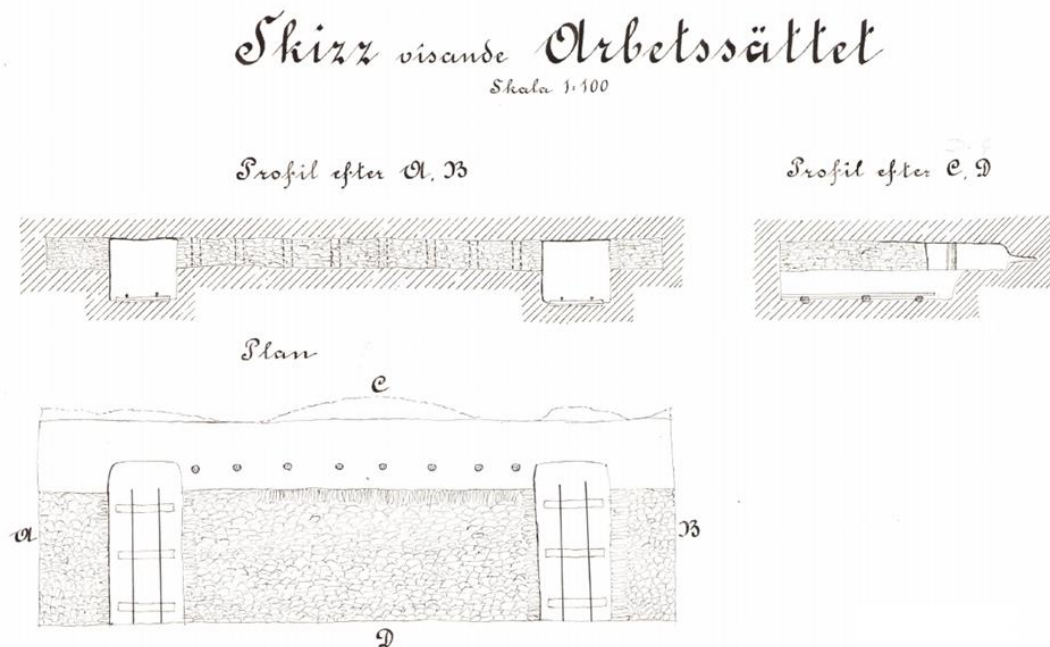 Skizz visande Arbetssättet
Skala 1:100
Profil efter A, B
Profil efter C, D
Plan
C
A
B
D